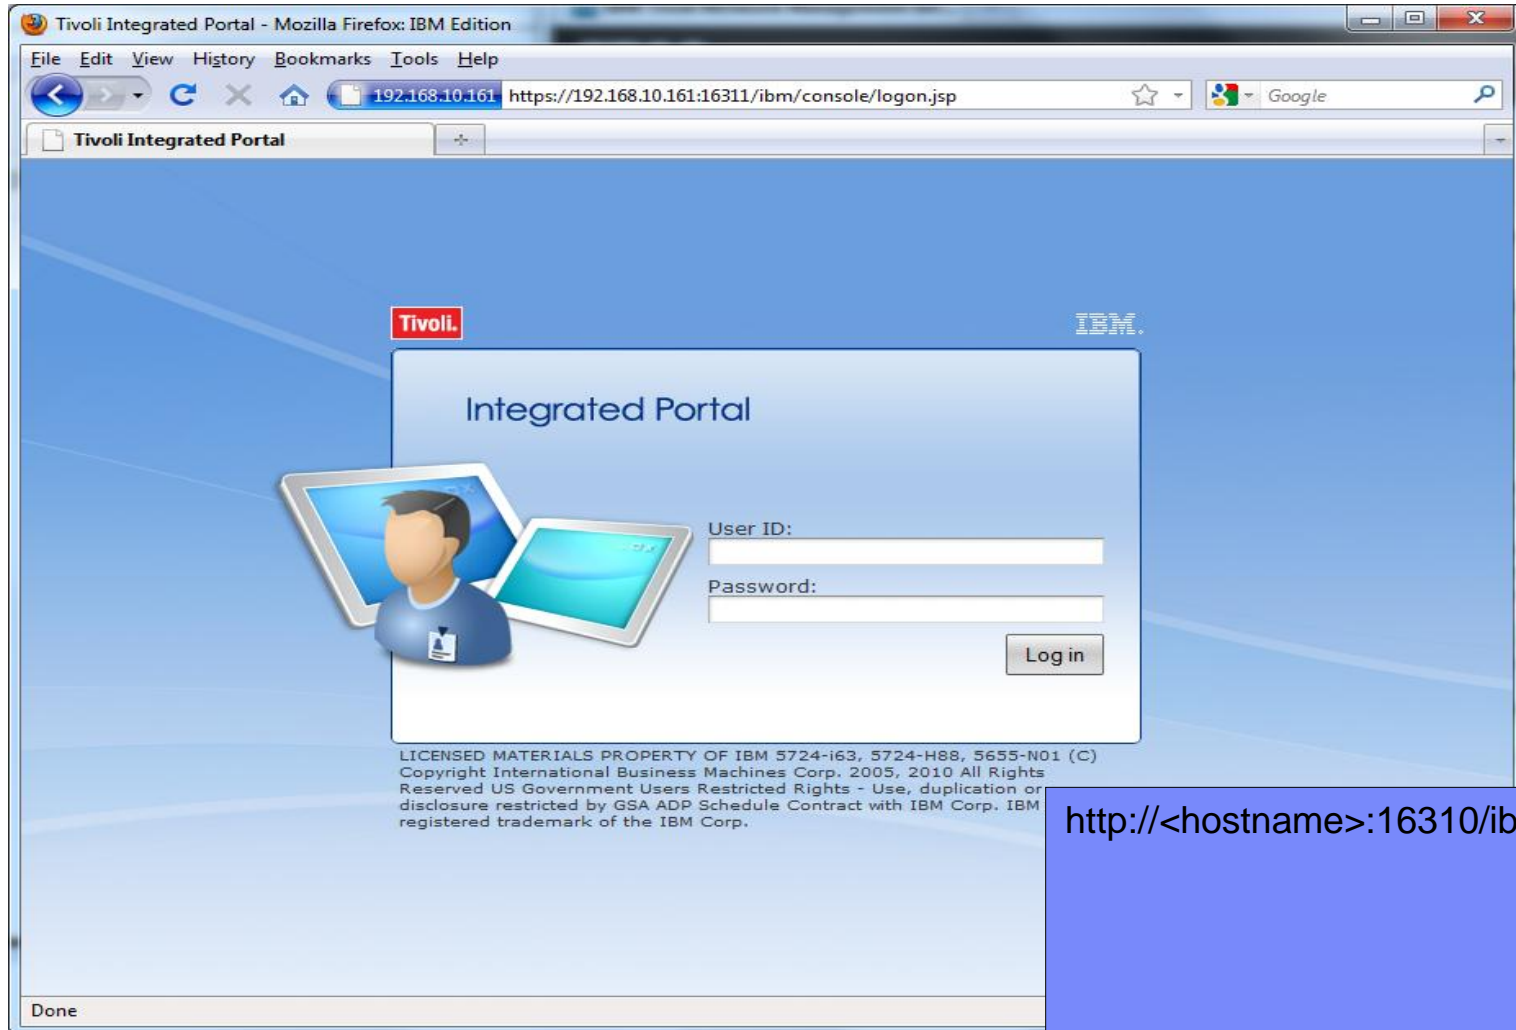 Tivoli Integrated Portal - Mozilla Firefox: IBM Edition
File Edit View History Bookmarks Tools Help
192.168.10.161 https://192.168.10.161:16311/ibm/console/logon.jsp Google
Tivoli Integrated Portal
Tivoli. IBM.
Integrated Portal
User ID:
Password:
Log in
LICENSED MATERIALS PROPERTY OF IBM 5724-i63, 5724-H88, 5655-N01 (C)
Copyright International Business Machines Corp. 2005, 2010 All Rights
Reserved US Government Users Restricted Rights - Use, duplication or
disclosure restricted by GSA ADP Schedule Contract with IBM Corp. IBM
registered trademark of the IBM Corp.
http://<hostname>:16310/ib
Done